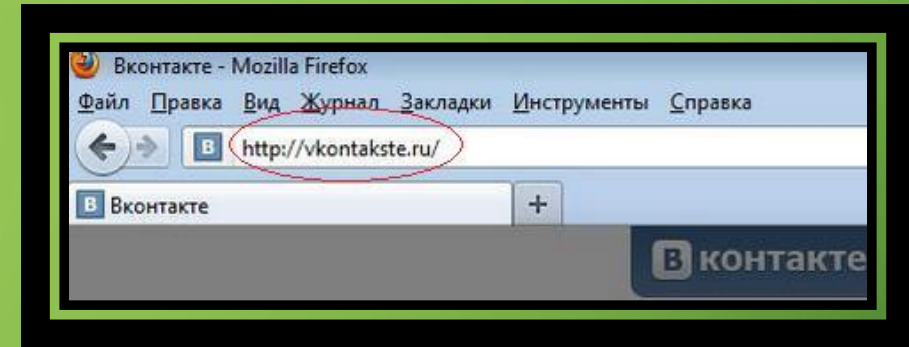 Вконтакте - Mozilla Firefox
Файл Правка Вид Журнал Закладки Инструменты Справка
В http://vkontakste.ru/
В Вконтакте +
В контакте